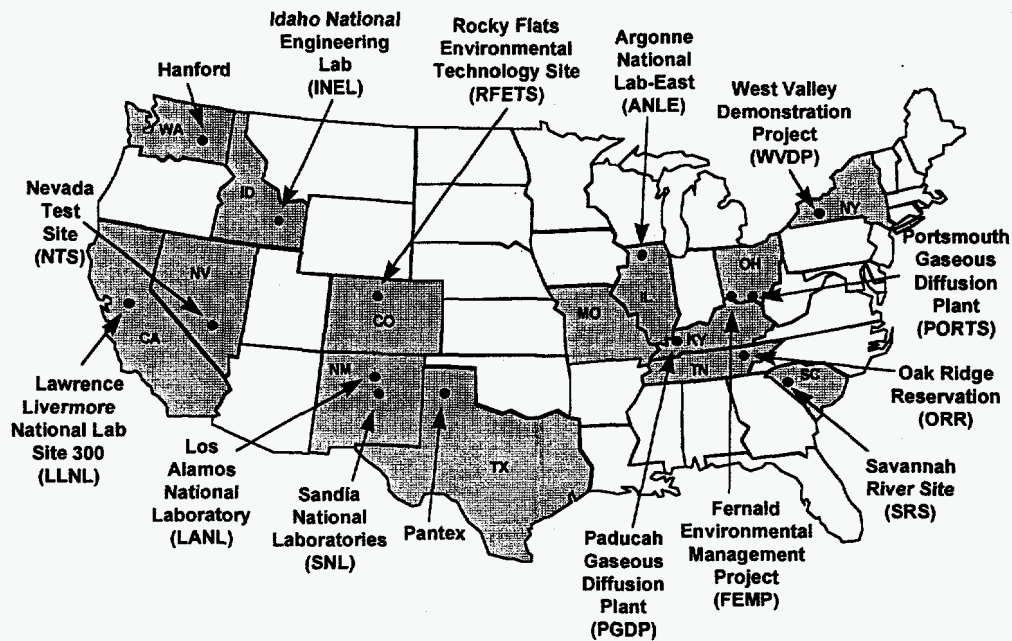 Idaho National
Engineering
Lab
(INEL)
Rocky Flats
Environmental
Technology Site
(RFETS)
Argonne
National
Lab-East
(ANLE)
West Valley
Demonstration
Project
(WVDP)
Hanford
WA
ID
NY
Nevada
Test
Site
(NTS)
NV
CA
CO
NM
TX
MO
IL
OH
KY
TN
SC
Portsmouth
Gaseous
Diffusion
Plant
(PORTS)
Oak Ridge
Reservation
(ORR)
Savannah
River Site
(SRS)
Lawrence
Livermore
National Lab
Site 300
(LLNL)
Los
Alamos
National
Laboratory
(LANL)
Sandia
National
Laboratories
(SNL)
Pantex
Paducah
Gaseous
Diffusion
Plant
(PGDP)
Fernald
Environmental
Management
Project
(FEMP)